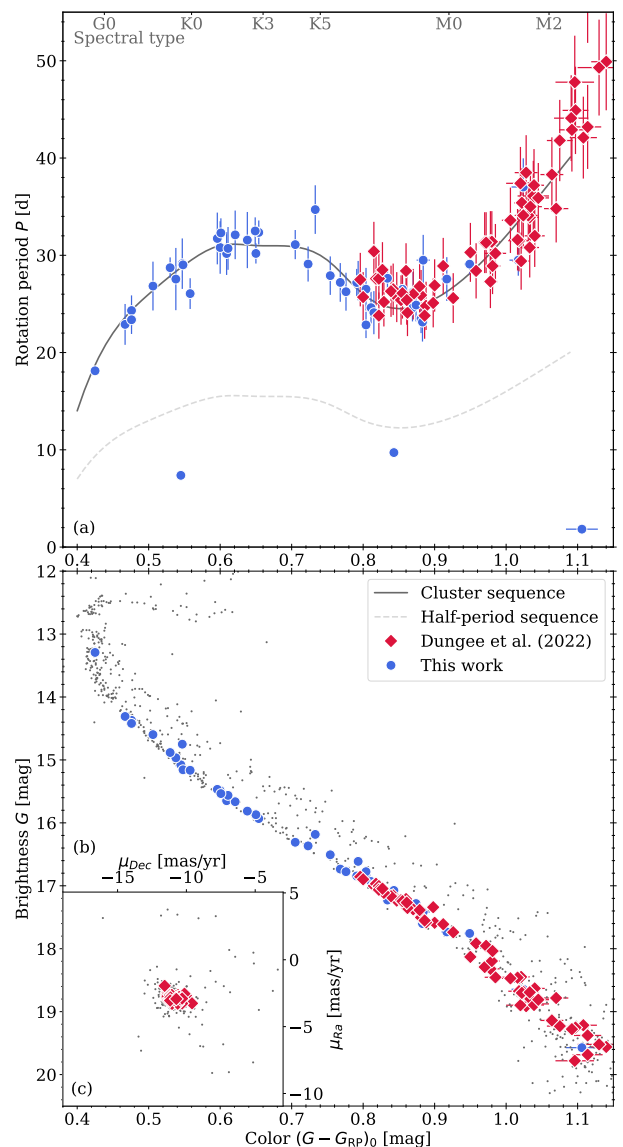 G0 K0 K3 K5 M0 M2
Spectral type
50
40
30
20
10
0
Rotation period P [d]
(a)
0.4 0.5 0.6 0.7 0.8 0.9 1.0 1.1
12
13
14
15
16
17
18
19
20
Brightness G [mag]
Cluster sequence
Half-period sequence
Dungee et al. (2022)
This work
(b)
μDec [mas/yr]
−15 −10 −5
5
0
−5
−10
μRa [mas/yr]
(c)
0.4 0.5 0.6 0.7 0.8 0.9 1.0 1.1
Color (G − GRP)0 [mag]